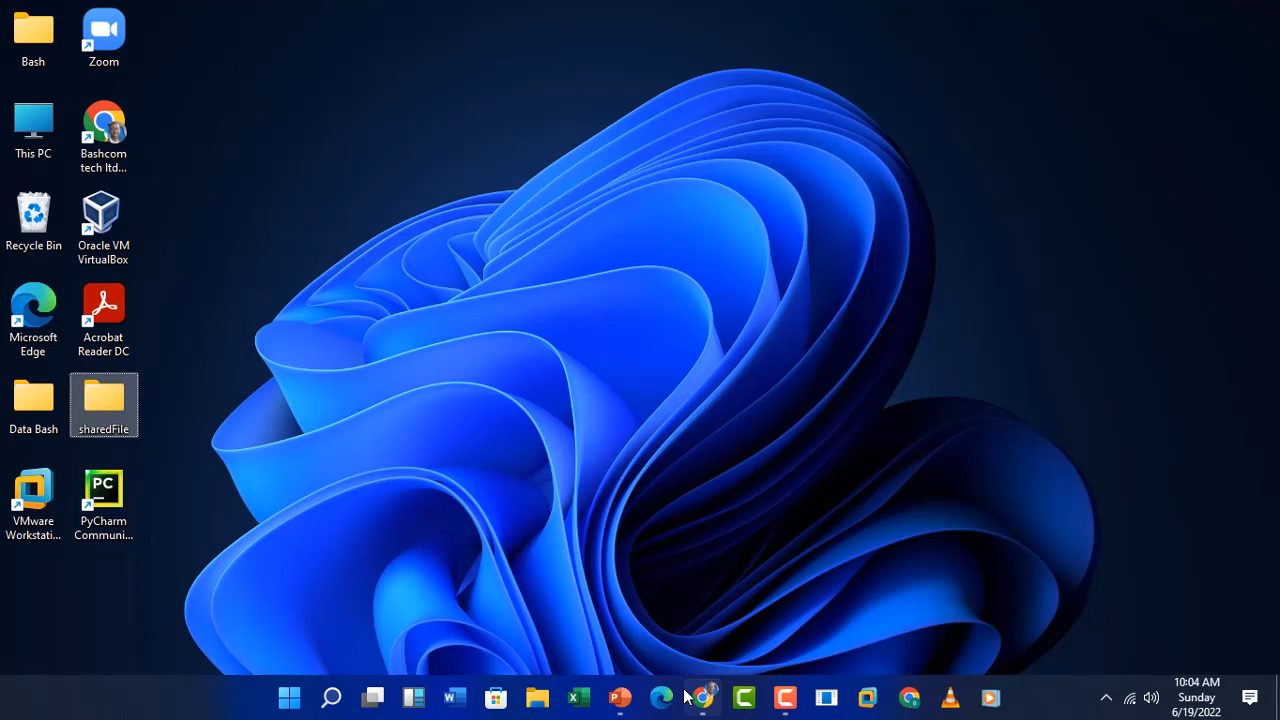 Bash
Zoom
This PC
Bashcom
tech ltd...
Recycle Bin
Oracle VM
VirtualBox
Microsoft
Edge
Acrobat
Reader DC
Data Bash
sharedFile
VMware
Workstati...
PC
PyCharm
Communi...
10:04 AM
Sunday
6/19/2022